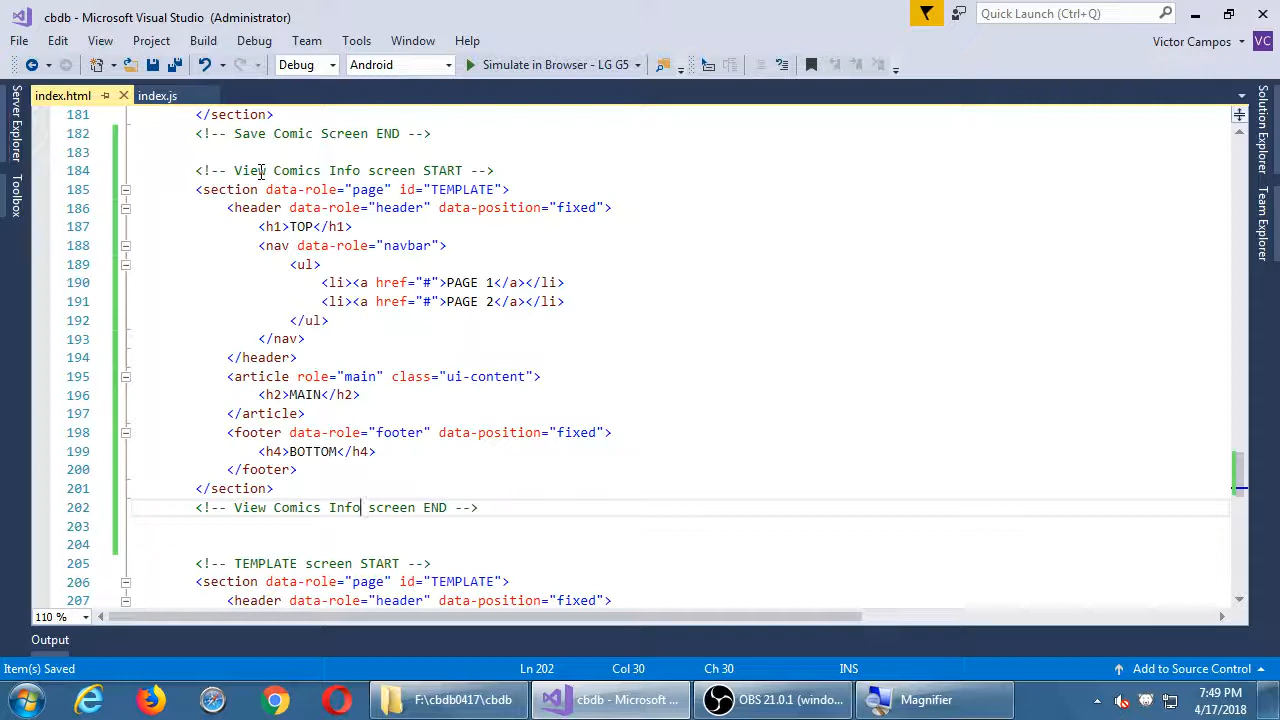 cbdb - Microsoft Visual Studio (Administrator)
Quick Launch (Ctrl+Q)
File Edit View Project Build Debug Team Tools Window Help
Victor Campos VC
Debug Android Simulate in Browser - LG G5
index.html index.js
Server Explorer
Toolbox
Solution Explorer
Team Explorer
181 </section>
182 <!-- Save Comic Screen END -->
183
184 <!-- View Comics Info screen START -->
185 <section data-role="page" id="TEMPLATE">
186 <header data-role="header" data-position="fixed">
187 <h1>TOP</h1>
188 <nav data-role="navbar">
189 <ul>
190 <li><a href="#">PAGE 1</a></li>
191 <li><a href="#">PAGE 2</a></li>
192 </ul>
193 </nav>
194 </header>
195 <article role="main" class="ui-content">
196 <h2>MAIN</h2>
197 </article>
198 <footer data-role="footer" data-position="fixed">
199 <h4>BOTTOM</h4>
200 </footer>
201 </section>
202 <!-- View Comics Info screen END -->
203
204
205 <!-- TEMPLATE screen START -->
206 <section data-role="page" id="TEMPLATE">
207 <header data-role="header" data-position="fixed">
110 %
Output
Item(s) Saved Ln 202 Col 30 Ch 30 INS Add to Source Control
F:\cbdb0417\cbdb cbdb - Microsoft ... OBS 21.0.1 (windo... Magnifier
7:49 PM
4/17/2018